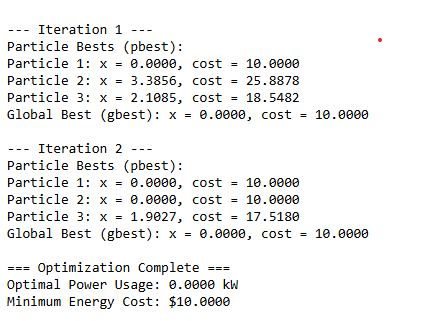 --- Iteration 1 ---
Particle Bests (pbest):
Particle 1: x = 0.0000, cost = 10.0000
Particle 2: x = 3.3856, cost = 25.8878
Particle 3: x = 2.1085, cost = 18.5482
Global Best (gbest): x = 0.0000, cost = 10.0000

--- Iteration 2 ---
Particle Bests (pbest):
Particle 1: x = 0.0000, cost = 10.0000
Particle 2: x = 0.0000, cost = 10.0000
Particle 3: x = 1.9027, cost = 17.5180
Global Best (gbest): x = 0.0000, cost = 10.0000

=== Optimization Complete ===
Optimal Power Usage: 0.0000 kW
Minimum Energy Cost: $10.0000